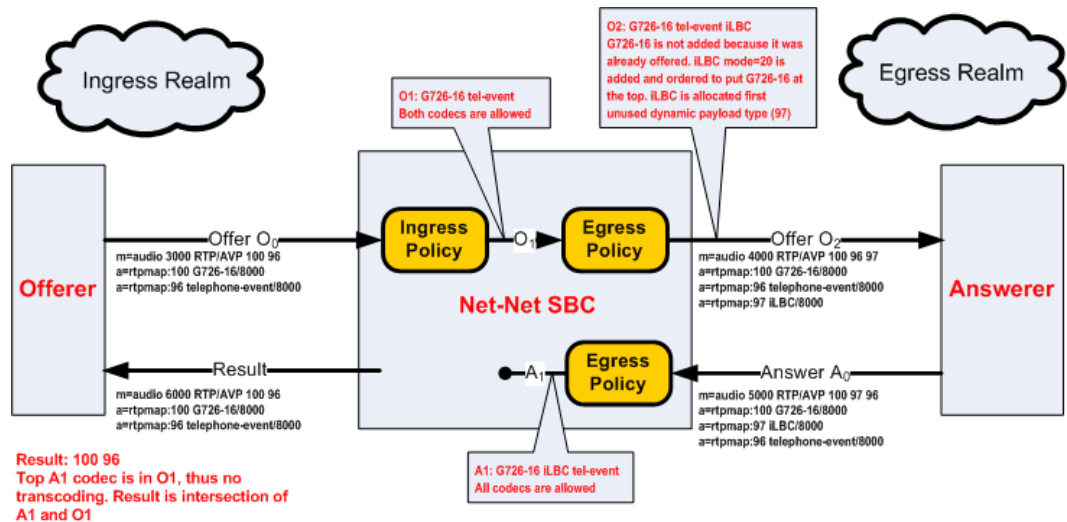 Ingress Realm
Egress Realm
O1: G726-16 tel-event
Both codecs are allowed
O2: G726-16 tel-event iLBC
G726-16 is not added because it was
already offered. iLBC mode=20 is
added and ordered to put G726-16 at
the top. iLBC is allocated first
unused dynamic payload type (97)
Offerer
Offer O0
m=audio 3000 RTP/AVP 100 96
a=rtpmap:100 G726-16/8000
a=rtpmap:96 telephone-event/8000
Ingress
Policy
O1
Egress
Policy
Net-Net SBC
Offer O2
m=audio 4000 RTP/AVP 100 96 97
a=rtpmap:100 G726-16/8000
a=rtpmap:96 telephone-event/8000
a=rtpmap:97 iLBC/8000
Answerer
Result
m=audio 6000 RTP/AVP 100 96
a=rtpmap:100 G726-16/8000
a=rtpmap:96 telephone-event/8000
A1
Egress
Policy
Answer A0
m=audio 5000 RTP/AVP 100 97 96
a=rtpmap:100 G726-16/8000
a=rtpmap:97 iLBC/8000
a=rtpmap:96 telephone-event/8000
Result: 100 96
Top A1 codec is in O1, thus no
transcoding. Result is intersection of
A1 and O1
A1: G726-16 iLBC tel-event
All codecs are allowed